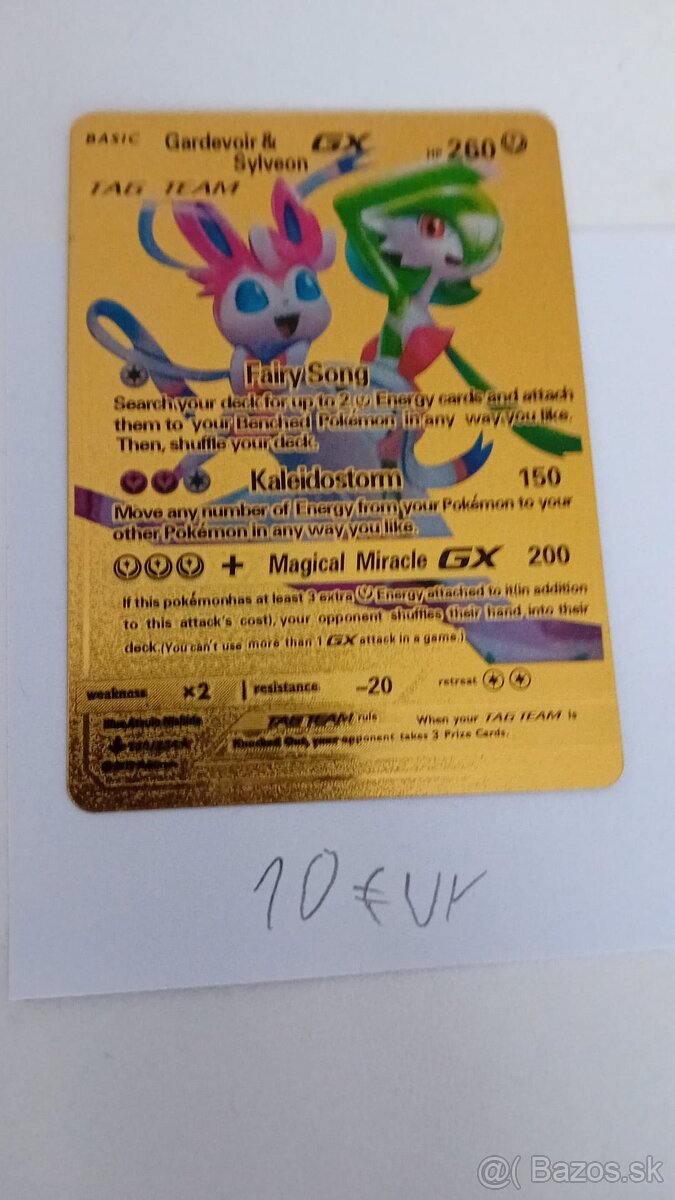 BASIC Gardevoir & GX HP 260
Sylveon
TAG TEAM
Fairy Song
Search your deck for up to 2 Energy cards and attach
them to your Benched Pokémon in any way you like.
Then, shuffle your deck.
Kaleidostorm 150
Move any number of Energy from your Pokémon to your
other Pokémon in any way you like.
+ Magical Miracle GX 200
If this pokémonhas at least 3 extra Energy attached to it(in addition
to this attack's cost), your opponent shuffles their hand into their
deck.(You can't use more than 1 GX attack in a game.)
weakness ×2 resistance -20 retreat
TAG TEAM rule When your TAG TEAM is
Knocked Out, your opponent takes 3 Prize Cards.
10 €ur
@( Bazos.sk